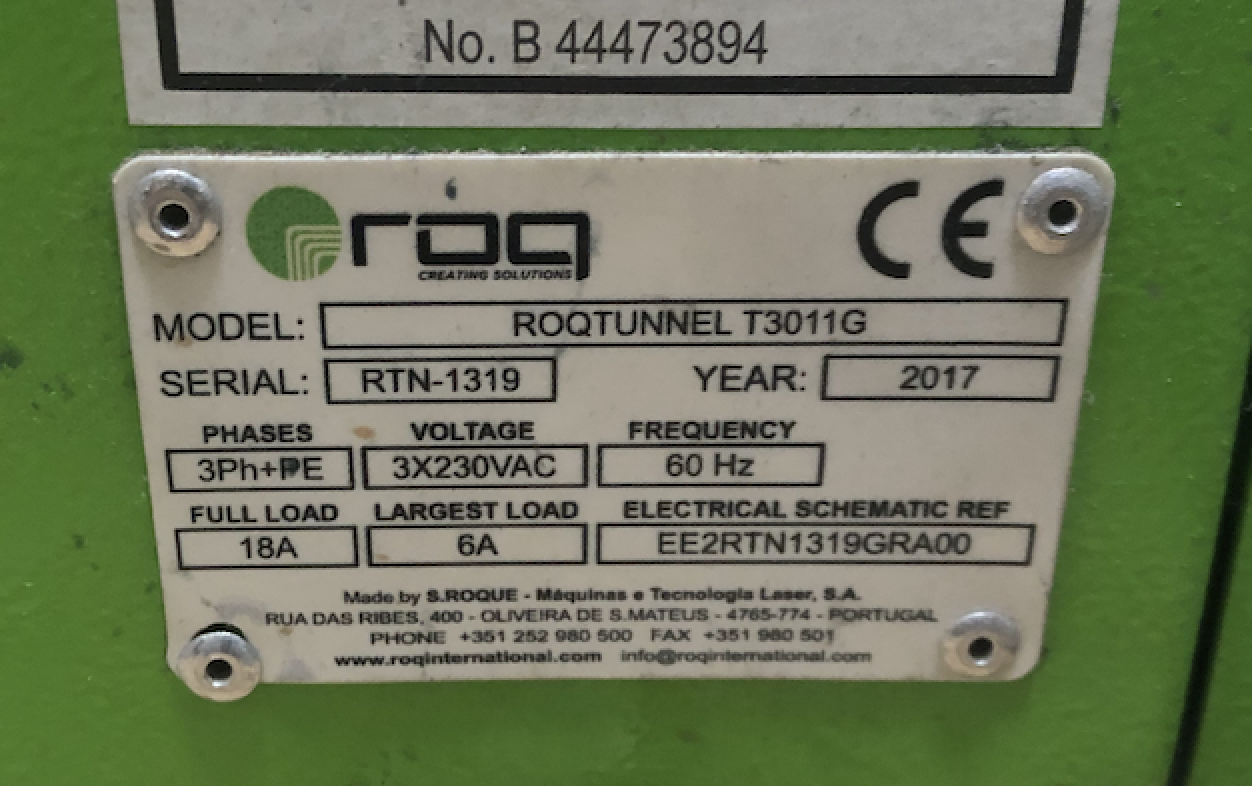 No. B 44473894
roq CE
CREATING SOLUTIONS
MODEL: ROQTUNNEL T3011G
SERIAL: RTN-1319 YEAR: 2017
PHASES VOLTAGE FREQUENCY
3Ph+PE 3X230VAC 60 Hz
FULL LOAD LARGEST LOAD ELECTRICAL SCHEMATIC REF
18A 6A EE2RTN1319GRA00
Made by S.ROQUE - Máquinas e Tecnologia Laser, S.A.
RUA DAS RIBES, 400 - OLIVEIRA DE S.MATEUS - 4765-774 - PORTUGAL
PHONE +351 252 980 500 FAX +351 980 501
www.roqinternational.com info@roqinternational.com